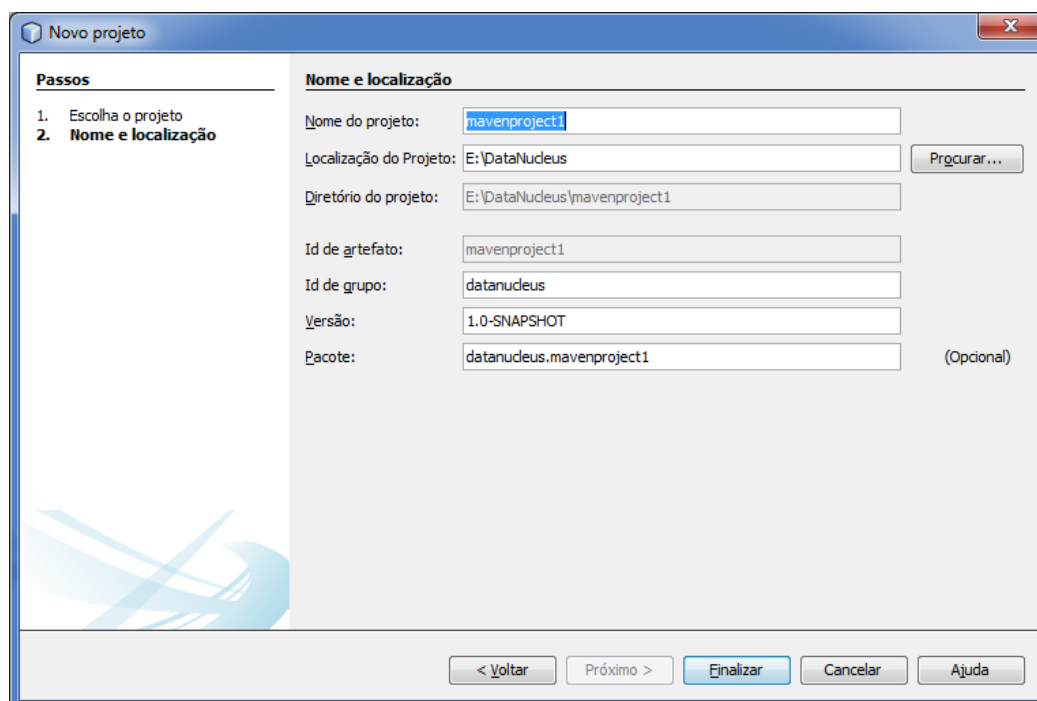 Novo projeto
Passos
1. Escolha o projeto
2. Nome e localização
Nome e localização
Nome do projeto: mavenproject1
Localização do Projeto: E:\DataNucleus Procurar...
Diretório do projeto: E:\DataNucleus\mavenproject1
Id de artefato: mavenproject1
Id de grupo: datanucleus
Versão: 1.0-SNAPSHOT
Pacote: datanucleus.mavenproject1 (Opcional)
< Voltar Próximo > Finalizar Cancelar Ajuda